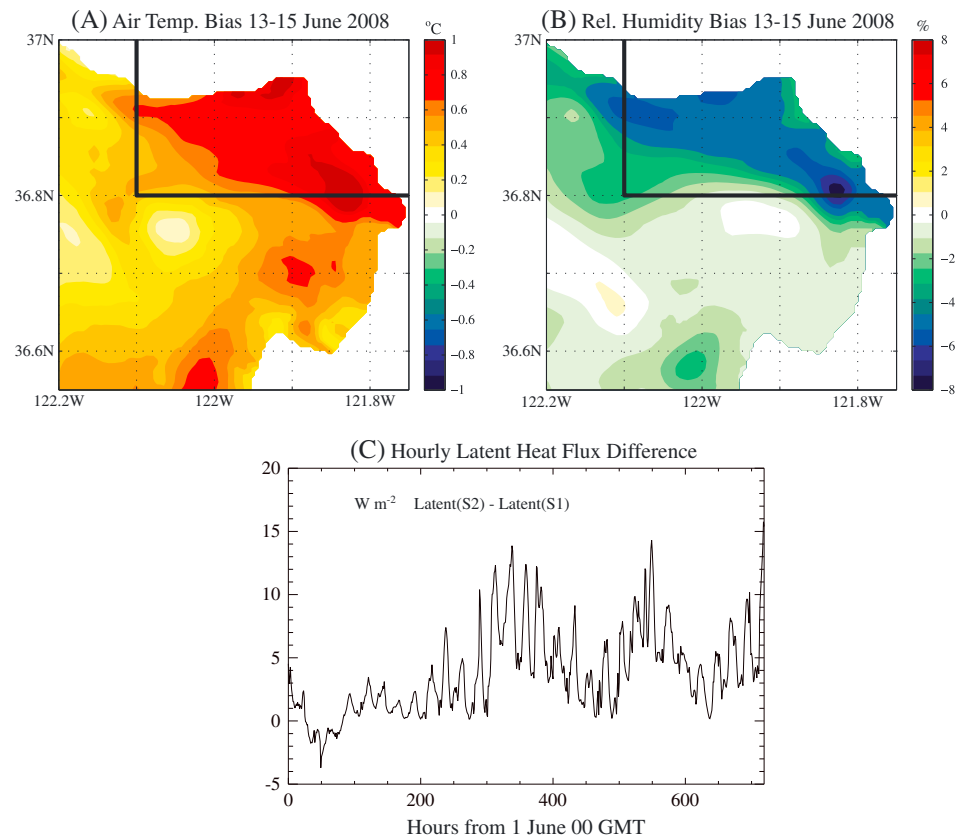 (A) Air Temp. Bias 13-15 June 2008
°C
37N
36.8N
36.6N
122.2W
122W
121.8W
1
0.8
0.6
0.4
0.2
0
−0.2
−0.4
−0.6
−0.8
−1
(B) Rel. Humidity Bias 13-15 June 2008
%
37N
36.8N
36.6N
122.2W
122W
121.8W
8
6
4
2
0
−2
−4
−6
−8
(C) Hourly Latent Heat Flux Difference
W m-2 Latent(S2) - Latent(S1)
20
15
10
5
0
-5
0
200
400
600
Hours from 1 June 00 GMT